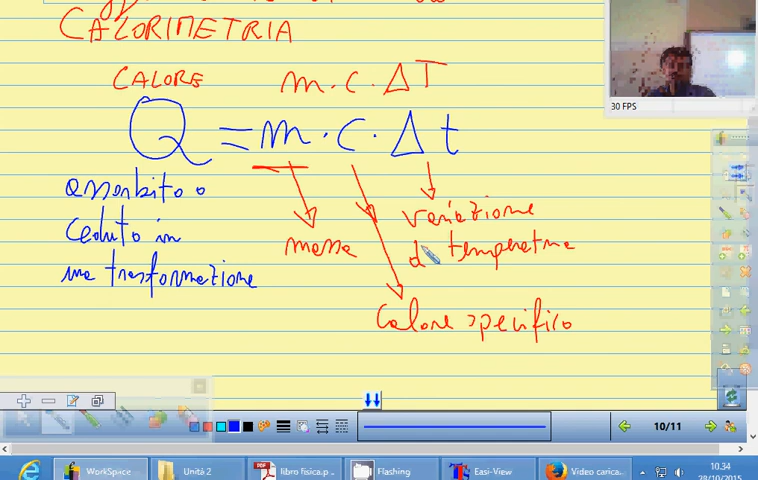 CALORIMETRIA
CALORE m·c·ΔT
Q = m·c·Δt
assorbito o
ceduto in
una trasformazione
massa
variazione
di temperatura
Calore specifico
30 FPS
10/11
WorkSpace
Unità 2
libro fisica.p...
Flashing
Easi-View
Video carica...
10.34
28/10/2015